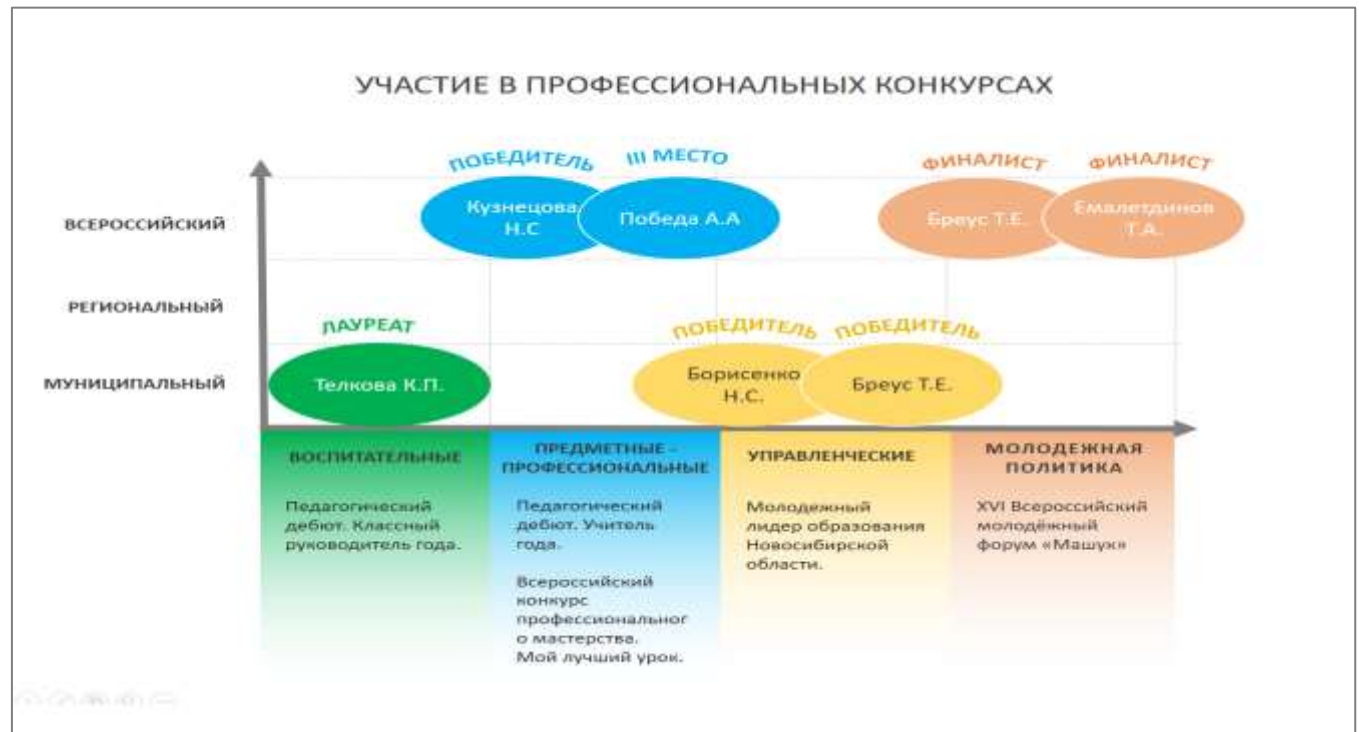 УЧАСТИЕ В ПРОФЕССИОНАЛЬНЫХ КОНКУРСАХ
ПОБЕДИТЕЛЬ
III МЕСТО
ФИНАЛИСТ
ФИНАЛИСТ
ВСЕРОССИЙСКИЙ
Кузнецова
Н.С
Победа А.А
Бреус Т.Е.
Емалетдинов
Т.А.
РЕГИОНАЛЬНЫЙ
ЛАУРЕАТ
ПОБЕДИТЕЛЬ
ПОБЕДИТЕЛЬ
МУНИЦИПАЛЬНЫЙ
Телкова К.П.
Борисенко
Н.С.
Бреус Т.Е.
ВОСПИТАТЕЛЬНЫЕ
Педагогический
дебют. Классный
руководитель года.
ПРЕДМЕТНЫЕ -
ПРОФЕССИОНАЛЬНЫЕ
Педагогический
дебют. Учитель
года.
Всероссийский
конкурс
профессиональног
о мастерства.
Мой лучший урок.
УПРАВЛЕНЧЕСКИЕ
Молодежный
лидер образования
Новосибирской
области.
МОЛОДЕЖНАЯ
ПОЛИТИКА
XVI Всероссийский
молодёжный
форум «Машук»